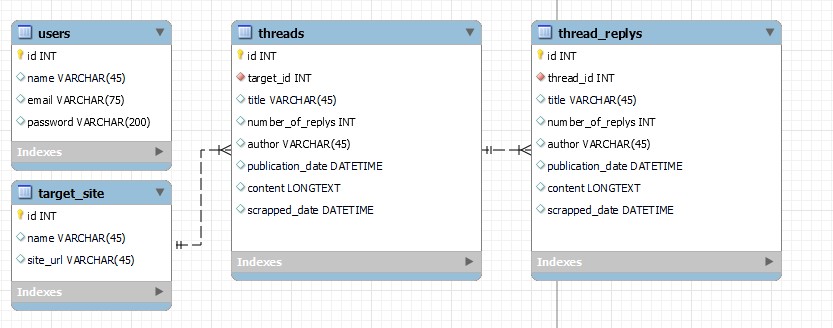 users
id INT
name VARCHAR(45)
email VARCHAR(75)
password VARCHAR(200)
Indexes
target_site
id INT
name VARCHAR(45)
site_url VARCHAR(45)
Indexes
threads
id INT
target_id INT
title VARCHAR(45)
number_of_replys INT
author VARCHAR(45)
publication_date DATETIME
content LONGTEXT
scrapped_date DATETIME
Indexes
thread_replys
id INT
thread_id INT
title VARCHAR(45)
number_of_replys INT
author VARCHAR(45)
publication_date DATETIME
content LONGTEXT
scrapped_date DATETIME
Indexes